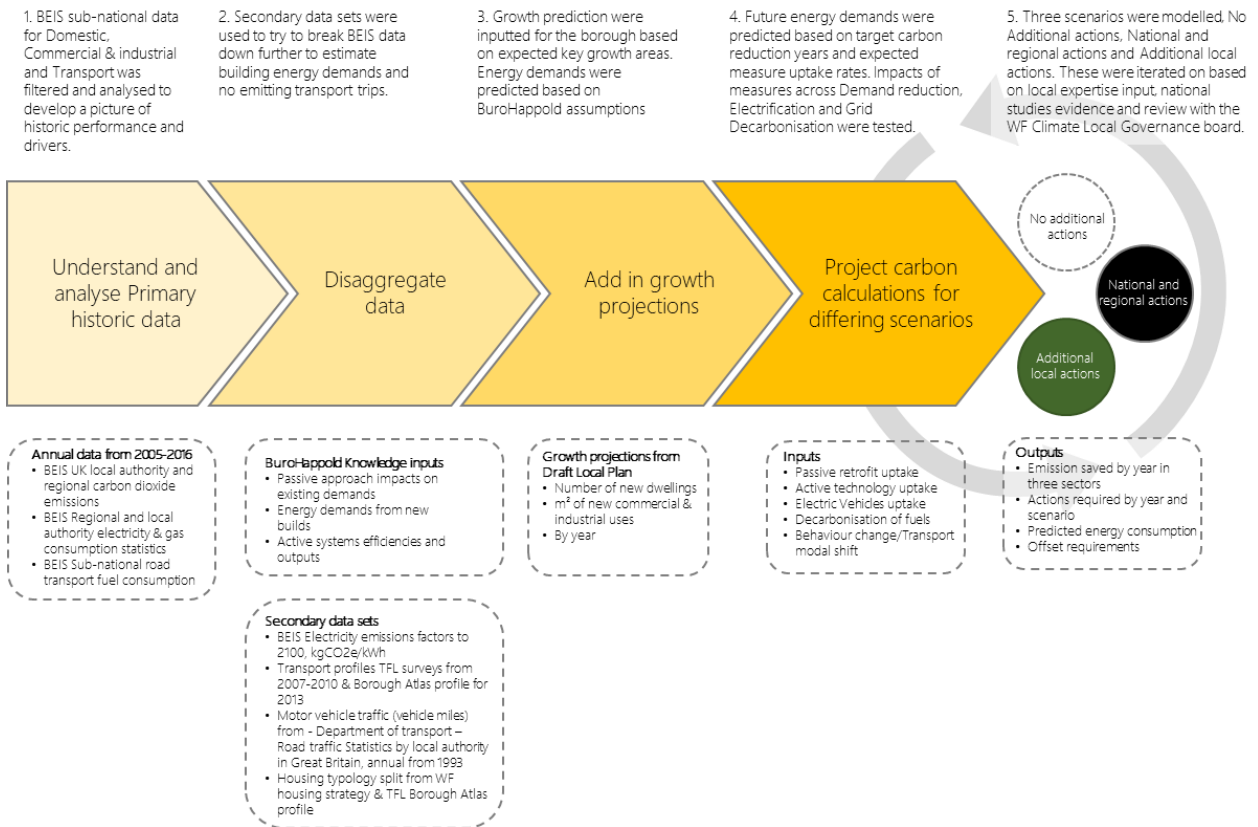 1. BEIS sub-national data
for Domestic,
Commercial & industrial
and Transport was
filtered and analysed to
develop a picture of
historic performance and
drivers.
2. Secondary data sets were
used to try to break BEIS data
down further to estimate
building energy demands and
no emitting transport trips.
3. Growth prediction were
inputted for the borough based
on expected key growth areas.
Energy demands were
predicted based on
BuroHappold assumptions
4. Future energy demands were
predicted based on target carbon
reduction years and expected
measure uptake rates. Impacts of
measures across Demand reduction,
Electrification and Grid
Decarbonisation were tested.
5. Three scenarios were modelled, No
Additional actions, National and
regional actions and Additional local
actions. These were iterated on based
on local expertise input, national
studies evidence and review with the
WF Climate Local Governance board.
Understand and
analyse Primary
historic data
Disaggregate
data
Add in growth
projections
Project carbon
calculations for
differing scenarios
No additional
actions
National and
regional actions
Additional
local actions
Annual data from 2005-2016
• BEIS UK local authority and
regional carbon dioxide
emissions
• BEIS Regional and local
authority electricity & gas
consumption statistics
• BEIS Sub-national road
transport fuel consumption
BuroHappold Knowledge inputs
• Passive approach impacts on
existing demands
• Energy demands from new
builds
• Active systems efficiencies and
outputs
Secondary data sets
• BEIS Electricity emissions factors to
2100, kgCO2e/kWh
• Transport profiles TFL surveys from
2007-2010 & Borough Atlas profile for
2013
• Motor vehicle traffic (vehicle miles)
from - Department of transport –
Road traffic Statistics by local authority
in Great Britain, annual from 1993
• Housing typology split from WF
housing strategy & TFL Borough Atlas
profile
Growth projections from
Draft Local Plan
• Number of new dwellings
• m² of new commercial &
industrial uses
• By year
Inputs
• Passive retrofit uptake
• Active technology uptake
• Electric Vehicles uptake
• Decarbonisation of fuels
• Behaviour change/Transport
modal shift
Outputs
• Emission saved by year in
three sectors
• Actions required by year and
scenario
• Predicted energy consumption
• Offset requirements